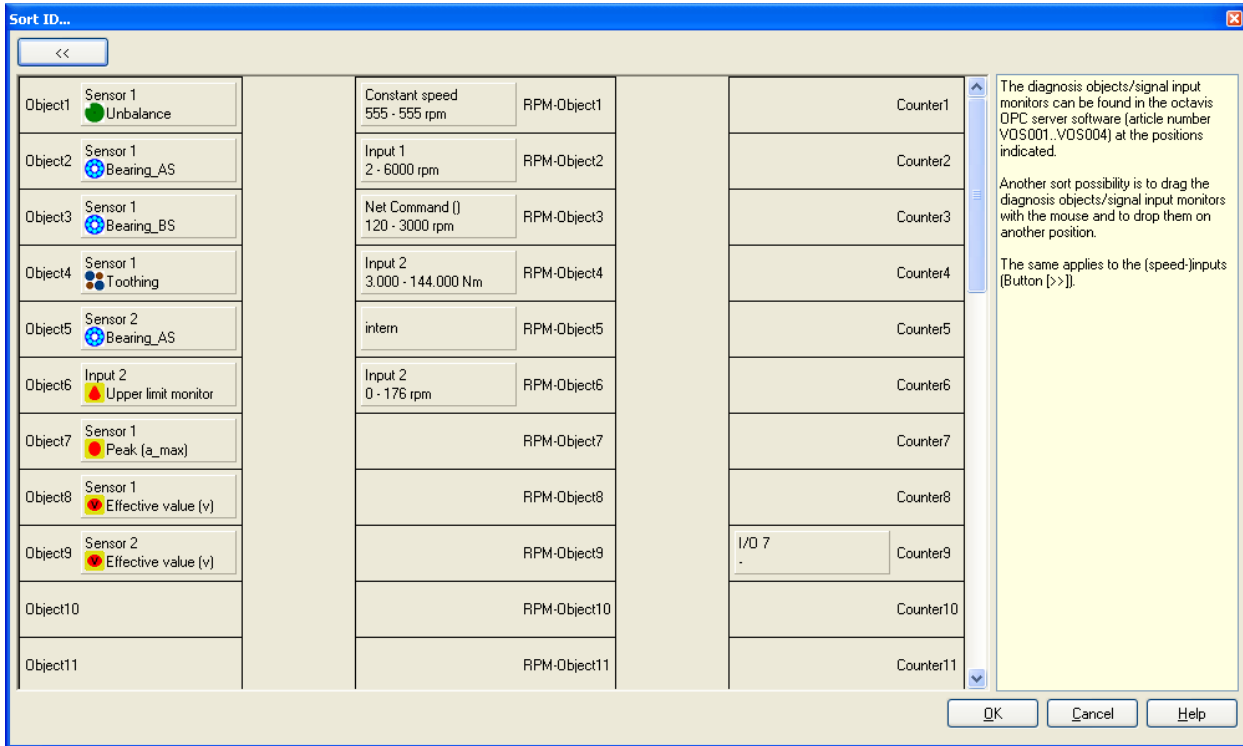 Sort ID...
<<
Object1 Sensor 1
Unbalance
Constant speed
555 - 555 rpm
RPM-Object1
Counter1
Object2 Sensor 1
Bearing_AS
Input 1
2 - 6000 rpm
RPM-Object2
Counter2
Object3 Sensor 1
Bearing_BS
Net Command ()
120 - 3000 rpm
RPM-Object3
Counter3
Object4 Sensor 1
Toothing
Input 2
3.000 - 144.000 Nm
RPM-Object4
Counter4
Object5 Sensor 2
Bearing_AS
intern
RPM-Object5
Counter5
Object6 Input 2
Upper limit monitor
Input 2
0 - 176 rpm
RPM-Object6
Counter6
Object7 Sensor 1
Peak (a_max)
RPM-Object7
Counter7
Object8 Sensor 1
V Effective value (v)
RPM-Object8
Counter8
Object9 Sensor 2
V Effective value (v)
RPM-Object9
I/O 7
-
Counter9
Object10
RPM-Object10
Counter10
Object11
RPM-Object11
Counter11
The diagnosis objects/signal input
monitors can be found in the octavis
OPC server software (article number
VOS001..VOS004) at the positions
indicated.
Another sort possibility is to drag the
diagnosis objects/signal input monitors
with the mouse and to drop them on
another position.
The same applies to the (speed-)inputs
(Button [>>]).
OK
Cancel
Help